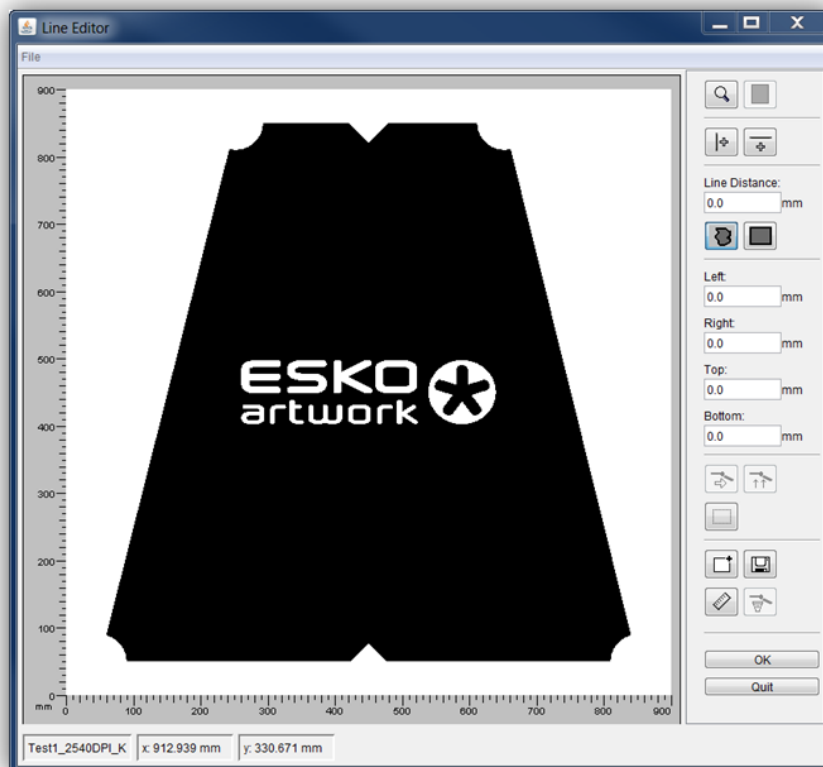 Line Editor
File
900
800
700
600
500
400
300
200
100
0
mm
0 100 200 300 400 500 600 700 800 900
ESKO
artwork
Line Distance:
0.0 mm
Left:
0.0 mm
Right:
0.0 mm
Top:
0.0 mm
Bottom:
0.0 mm
OK
Quit
Test1_2540DPI_K x: 912.939 mm y: 330.671 mm